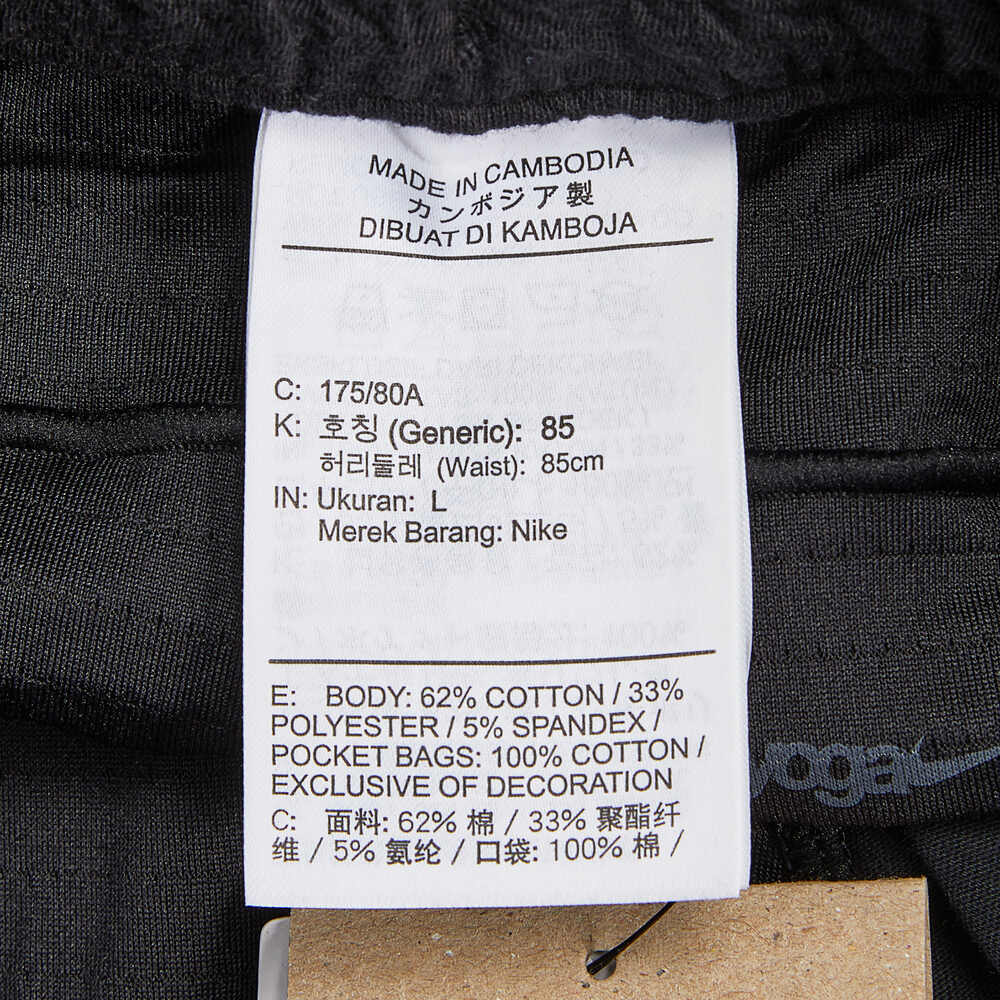 MADE IN CAMBODIA
カンボジア製
DIBUAT DI KAMBOJA
C: 175/80A
K: 호칭 (Generic): 85
허리둘레 (Waist): 85cm
IN: Ukuran: L
Merek Barang: Nike
E: BODY: 62% COTTON / 33%
POLYESTER / 5% SPANDEX /
POCKET BAGS: 100% COTTON /
EXCLUSIVE OF DECORATION
C: 面料: 62% 棉 / 33% 聚酯纤
维 / 5% 氨纶 / 口袋: 100% 棉 /
yoga